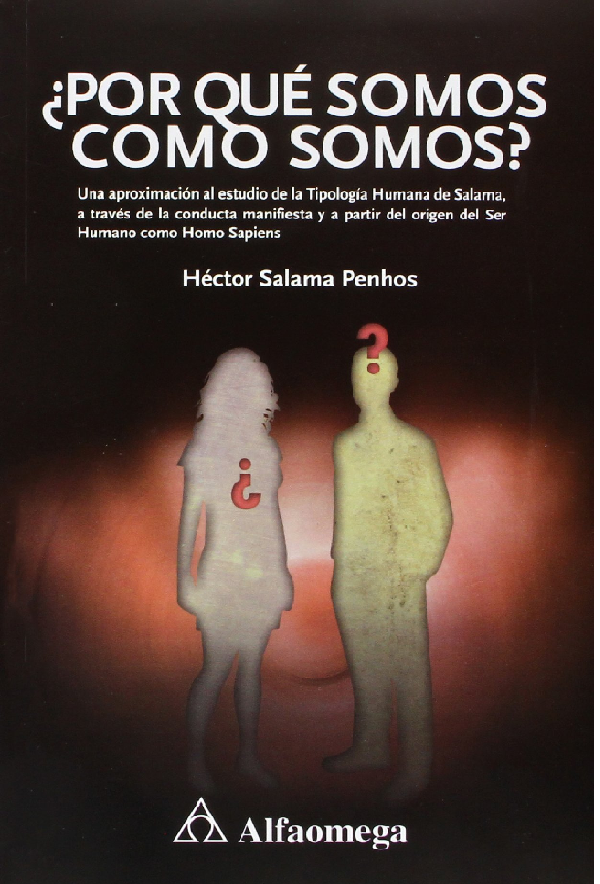 ¿POR QUÉ SOMOS
COMO SOMOS?
Una aproximación al estudio de la Tipología Humana de Salama,
a través de la conducta manifiesta y a partir del origen del Ser
Humano como Homo Sapiens
Héctor Salama Penhos
?
¿
Alfaomega